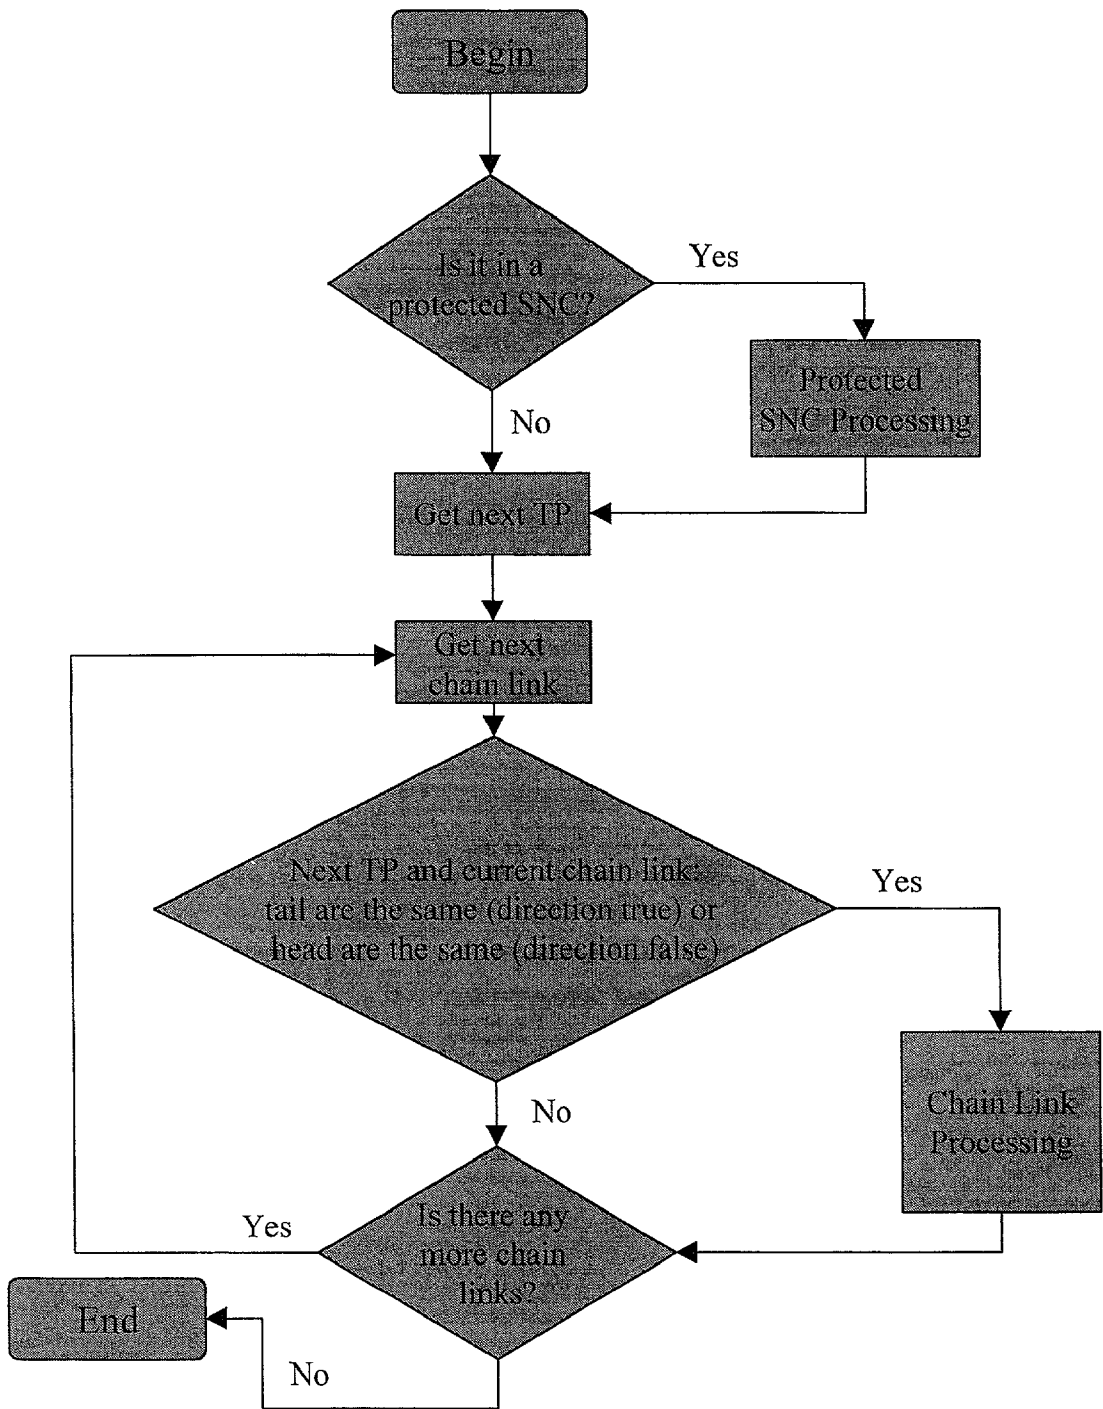 Begin
Is it in a
protected SNC?
Yes
Protected
SNC Processing
No
Get next TP
Get next
chain link
Next TP and current chain link:
tail are the same (direction true) or
head are the same (direction false)
Yes
Chain Link
Processing
No
Is there any
more chain
links?
Yes
End
No